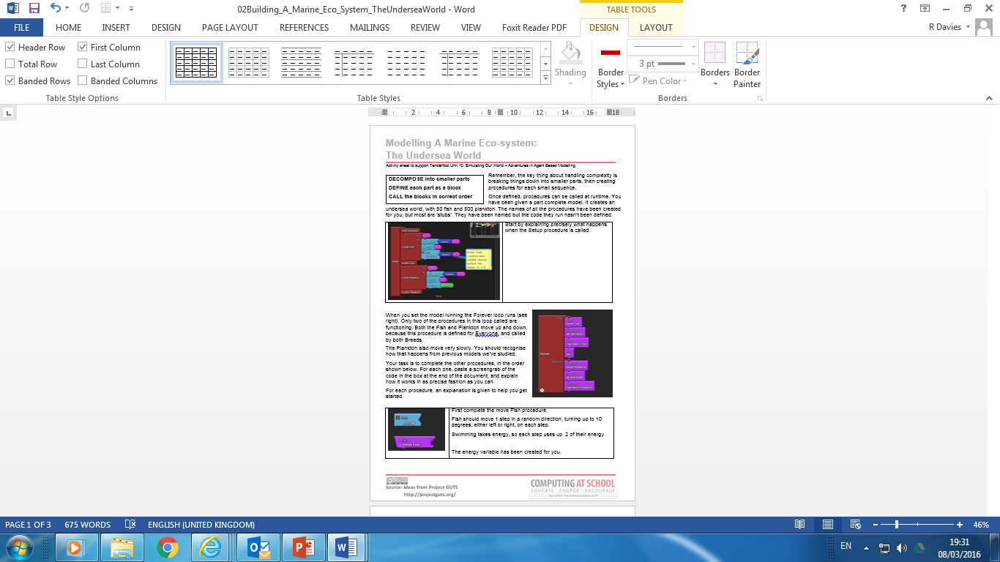 02Building_A_Marine_Eco_System_TheUnderseaWorld - Word
TABLE TOOLS
FILE HOME INSERT DESIGN PAGE LAYOUT REFERENCES MAILINGS REVIEW VIEW Foxit Reader PDF DESIGN LAYOUT R Davies
Header Row First Column
Total Row Last Column
Banded Rows Banded Columns
Shading
Border Styles
3 pt
Pen Color
Borders
Border Painter
Table Style Options Table Styles Borders
2 4 6 8 10 12 14 16 18
Modelling A Marine Eco-system:
The Undersea World
Activity sheet to support Tenderfoot Unit 10: Simulating Our World – Adventures in Agent Based Modelling
DECOMPOSE into smaller parts
DEFINE each part as a block
CALL the blocks in correct order
Remember, the key thing about handling complexity is
breaking things down into smaller parts, then creating
procedures for each small sequence.
Once defined, procedures can be called at runtime. You
have been given a part complete model. It creates an
undersea world, with 50 fish and 500 plankton. The names of all the procedures have been created
for you, but most are 'stubs'. They have been named but the code they run hasn't been defined.
Start by explaining precisely what happens
when the Setup procedure is called.
When you set the model running the Forever loop runs (see
right). Only two of the procedures in this loop called are
functioning. Both the Fish and Plankton move up and down,
because this procedure is defined for Everyone, and called
by both Breeds.
The Plankton also move very slowly. You should recognise
how that happens from previous models we've studied.
Your task is to complete the other procedures, in the order
shown below. For each one, paste a screengrab of the
code in the box at the end of the document, and explain
how it works in as precise fashion as you can.
For each procedure, an explanation is given to help you get
started.
energy
First complete the move Fish procedure.
Fish should move 1 step in a random direction, turning up to 10
degrees, either left or right, on each step.
Swimming takes energy, so each step uses up .2 of their energy.
The energy variable has been created for you.
Source: Ideas from Project GUTS
http://projectguts.org/
COMPUTING AT SCHOOL
EDUCATE · ENGAGE · ENCOURAGE
PAGE 1 OF 3 675 WORDS ENGLISH (UNITED KINGDOM) 46%
EN 19:31
08/03/2016